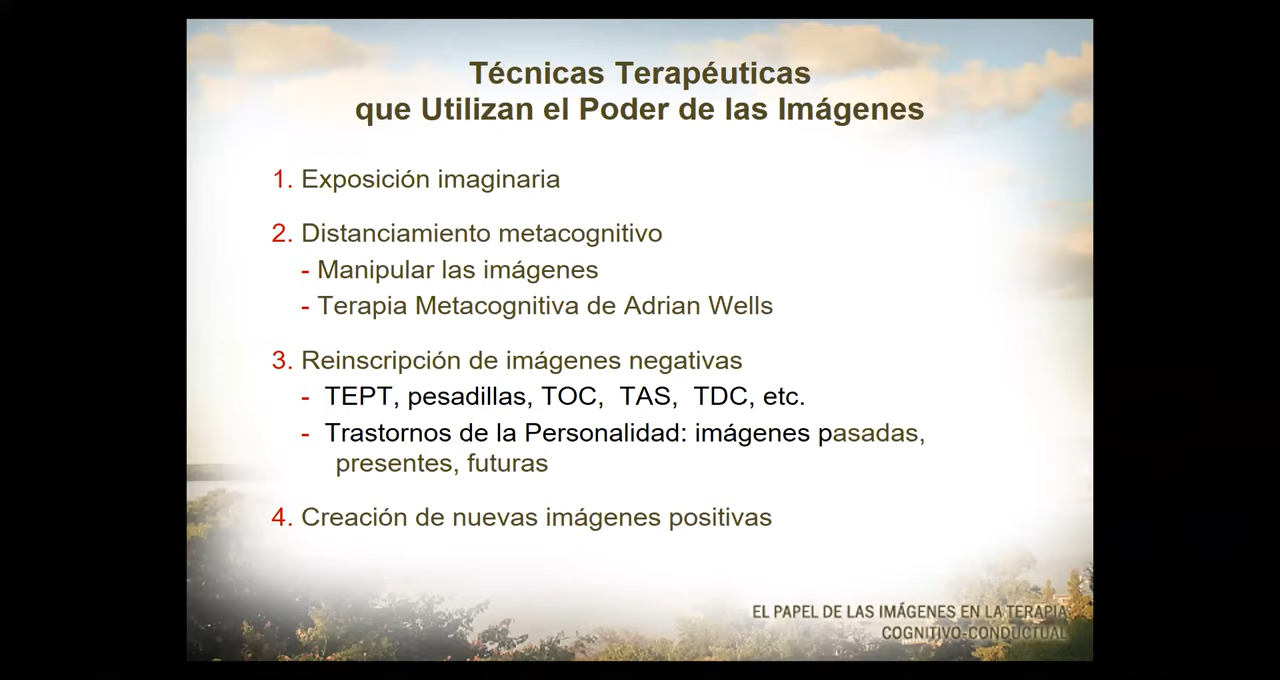 Técnicas Terapéuticas
que Utilizan el Poder de las Imágenes
1. Exposición imaginaria
2. Distanciamiento metacognitivo
- Manipular las imágenes
- Terapia Metacognitiva de Adrian Wells
3. Reinscripción de imágenes negativas
- TEPT, pesadillas, TOC, TAS, TDC, etc.
- Trastornos de la Personalidad: imágenes pasadas,
presentes, futuras
4. Creación de nuevas imágenes positivas
EL PAPEL DE LAS IMÁGENES EN LA TERAPIA
COGNITIVO-CONDUCTUAL